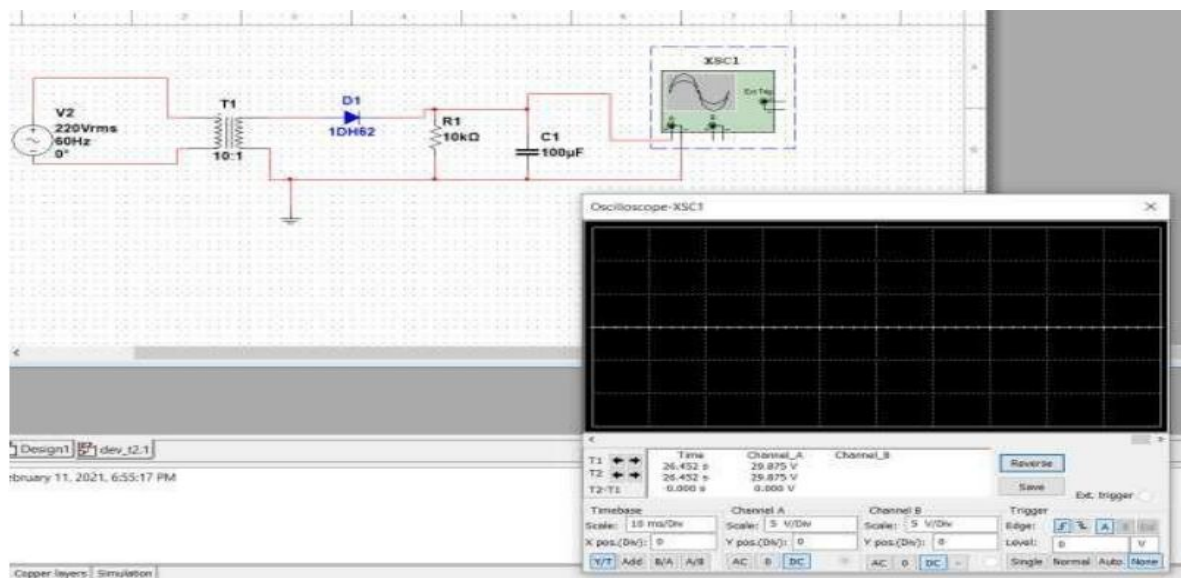 XSC1
Ext Trig
V2
220Vrms
60Hz
0°
T1
10:1
D1
1DH62
R1
10kΩ
C1
100µF
Oscilloscope-XSC1
Design1 dev_t2.1
ebruary 11, 2021, 6:55:17 PM
Time Channel_A Channel_B
T1 26.452 s 29.875 V
T2 26.452 s 29.875 V
T2-T1 0.000 s 0.000 V
Reverse
Save
Ext. trigger
Timebase Channel A Channel B Trigger
Scale: 10 ms/Div Scale: 5 V/Div Scale: 5 V/Div Edge: A
X pos.(Div): 0 Y pos.(Div): 0 Y pos.(Div): 0 Level: 0 V
Y/T Add B/A A/B AC 0 DC AC 0 DC - Single Normal Auto None
Copper layers Simulation